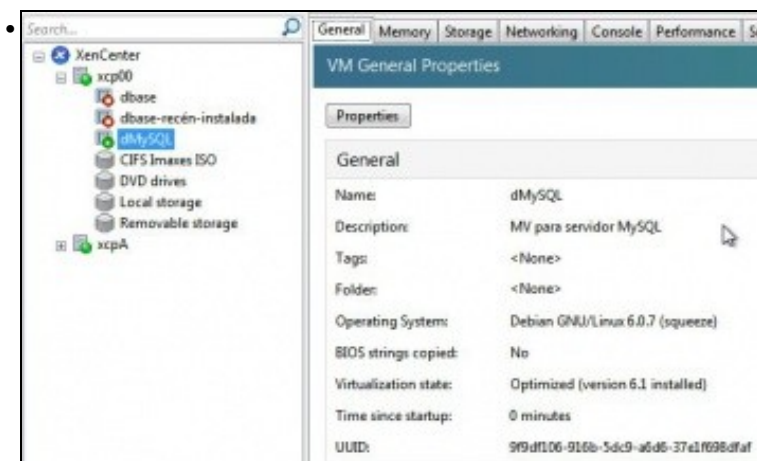 Search...
XenCenter
xcp00
dbase
dbase-recén-instalada
dMySQL
CIFS Imaxes ISO
DVD drives
Local storage
Removable storage
xcpA
General Memory Storage Networking Console Performance
VM General Properties
Properties
General
Name: dMySQL
Description: MV para servidor MySQL
Tags: <None>
Folder: <None>
Operating System: Debian GNU/Linux 6.0.7 (squeeze)
BIOS strings copied: No
Virtualization state: Optimized (version 6.1 installed)
Time since startup: 0 minutes
UUID: 9f9df106-916b-5dc9-a6d6-37e1f698dfaf